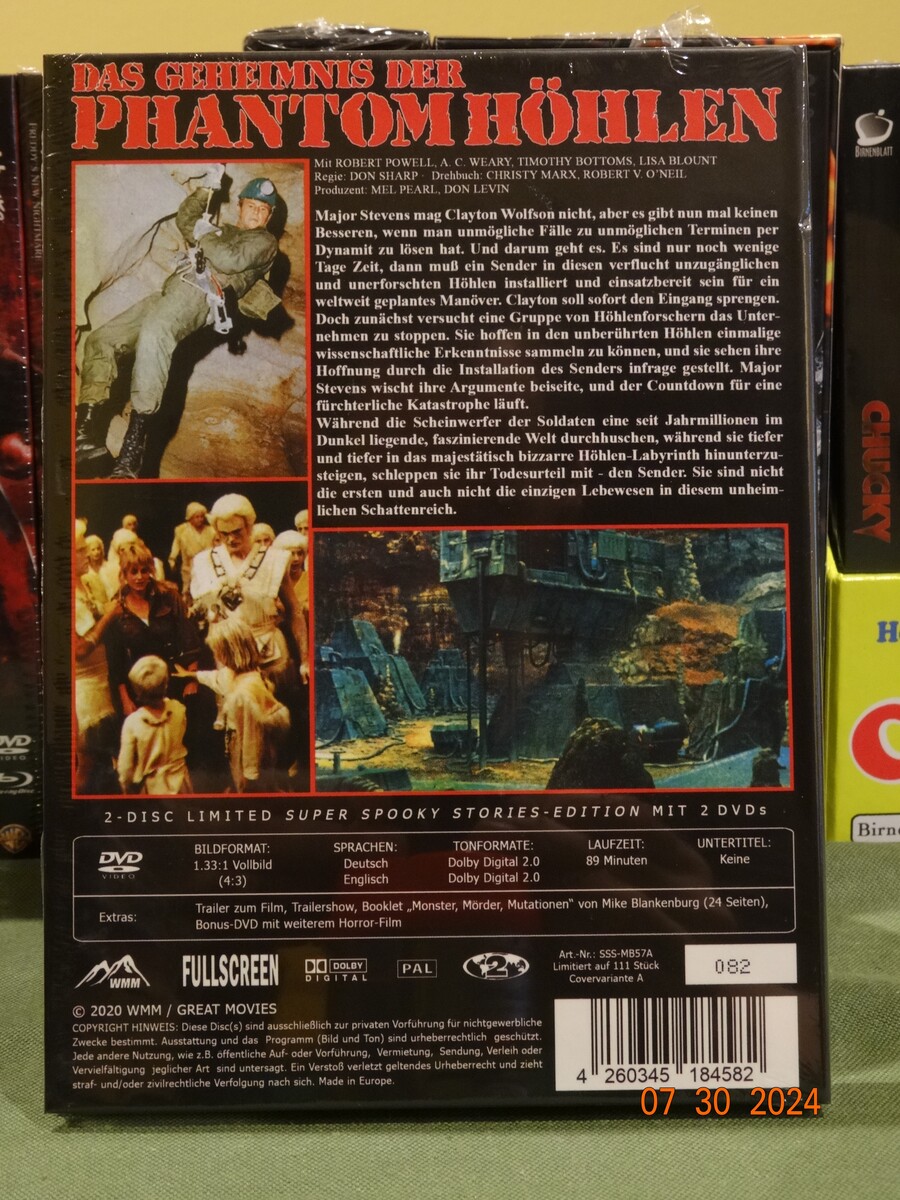 DAS GEHEIMNIS DER
PHANTOM HÖHLEN
Mit ROBERT POWELL, A. C. WEARY, TIMOTHY BOTTOMS, LISA BLOUNT
Regie: DON SHARP · Drehbuch: CHRISTY MARX, ROBERT V. O'NEIL
Produzent: MEL PEARL, DON LEVIN
Major Stevens mag Clayton Wolfson nicht, aber es gibt nun mal keinen
Besseren, wenn man unmögliche Fälle zu unmöglichen Terminen per
Dynamit zu lösen hat. Und darum geht es. Es sind nur noch wenige
Tage Zeit, dann muß ein Sender in diesen verflucht unzugänglichen
und unerforschten Höhlen installiert und einsatzbereit sein für ein
weltweit geplantes Manöver. Clayton soll sofort den Eingang sprengen.
Doch zunächst versucht eine Gruppe von Höhlenforschern das Unter-
nehmen zu stoppen. Sie hoffen in den unberührten Höhlen einmalige
wissenschaftliche Erkenntnisse sammeln zu können, und sie sehen ihre
Hoffnung durch die Installation des Senders infrage gestellt. Major
Stevens wischt ihre Argumente beiseite, und der Countdown für eine
fürchterliche Katastrophe läuft.
Während die Scheinwerfer der Soldaten eine seit Jahrmillionen im
Dunkel liegende, faszinierende Welt durchhuschen, während sie tiefer
und tiefer in das majestätisch bizzarre Höhlen-Labyrinth hinunterzu-
steigen, schleppen sie ihr Todesurteil mit - den Sender. Sie sind nicht
die ersten und auch nicht die einzigen Lebewesen in diesem unheim-
lichen Schattenreich.
2-DISC LIMITED SUPER SPOOKY STORIES-EDITION MIT 2 DVDs
DVD
VIDEO
BILDFORMAT:
1.33:1 Vollbild
(4:3)
SPRACHEN:
Deutsch
Englisch
TONFORMATE:
Dolby Digital 2.0
Dolby Digital 2.0
LAUFZEIT:
89 Minuten
UNTERTITEL:
Keine
Extras:
Trailer zum Film, Trailershow, Booklet „Monster, Mörder, Mutationen" von Mike Blankenburg (24 Seiten),
Bonus-DVD mit weiterem Horror-Film
WMM
FULLSCREEN
DOLBY
DIGITAL
PAL
2
Art.-Nr.: SSS-MB57A
Limitiert auf 111 Stück
Covervariante A
082
© 2020 WMM / GREAT MOVIES
COPYRIGHT HINWEIS: Diese Disc(s) sind ausschließlich zur privaten Vorführung für nichtgewerbliche
Zwecke bestimmt. Ausstattung und das Programm (Bild und Ton) sind urheberrechtlich geschützt.
Jede andere Nutzung, wie z.B. öffentliche Auf- oder Vorführung, Vermietung, Sendung, Verleih oder
Vervielfältigung jeglicher Art sind untersagt. Ein Verstoß verletzt geltendes Urheberrecht und zieht
straf- und/oder zivilrechtliche Verfolgung nach sich. Made in Europe.
4 260345 184582
07 30 2024
FREDDY'S NEW NIGHTMARE
DVD
VIDEO
BIRNENBLATT
CHUCKY